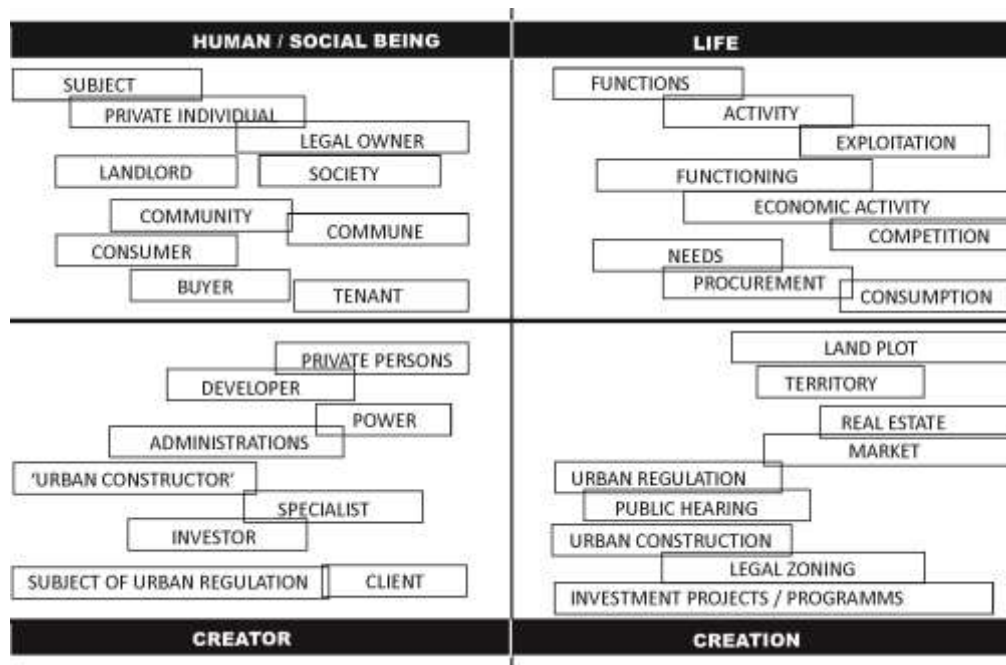 HUMAN / SOCIAL BEING
SUBJECT
PRIVATE INDIVIDUAL
LEGAL OWNER
LANDLORD
SOCIETY
COMMUNITY
COMMUNE
CONSUMER
BUYER
TENANT
LIFE
FUNCTIONS
ACTIVITY
EXPLOITATION
FUNCTIONING
ECONOMIC ACTIVITY
COMPETITION
NEEDS
PROCUREMENT
CONSUMPTION
PRIVATE PERSONS
DEVELOPER
POWER
ADMINISTRATIONS
'URBAN CONSTRUCTOR'
SPECIALIST
INVESTOR
SUBJECT OF URBAN REGULATION
CLIENT
CREATOR
LAND PLOT
TERRITORY
REAL ESTATE
MARKET
URBAN REGULATION
PUBLIC HEARING
URBAN CONSTRUCTION
LEGAL ZONING
INVESTMENT PROJECTS / PROGRAMMS
CREATION